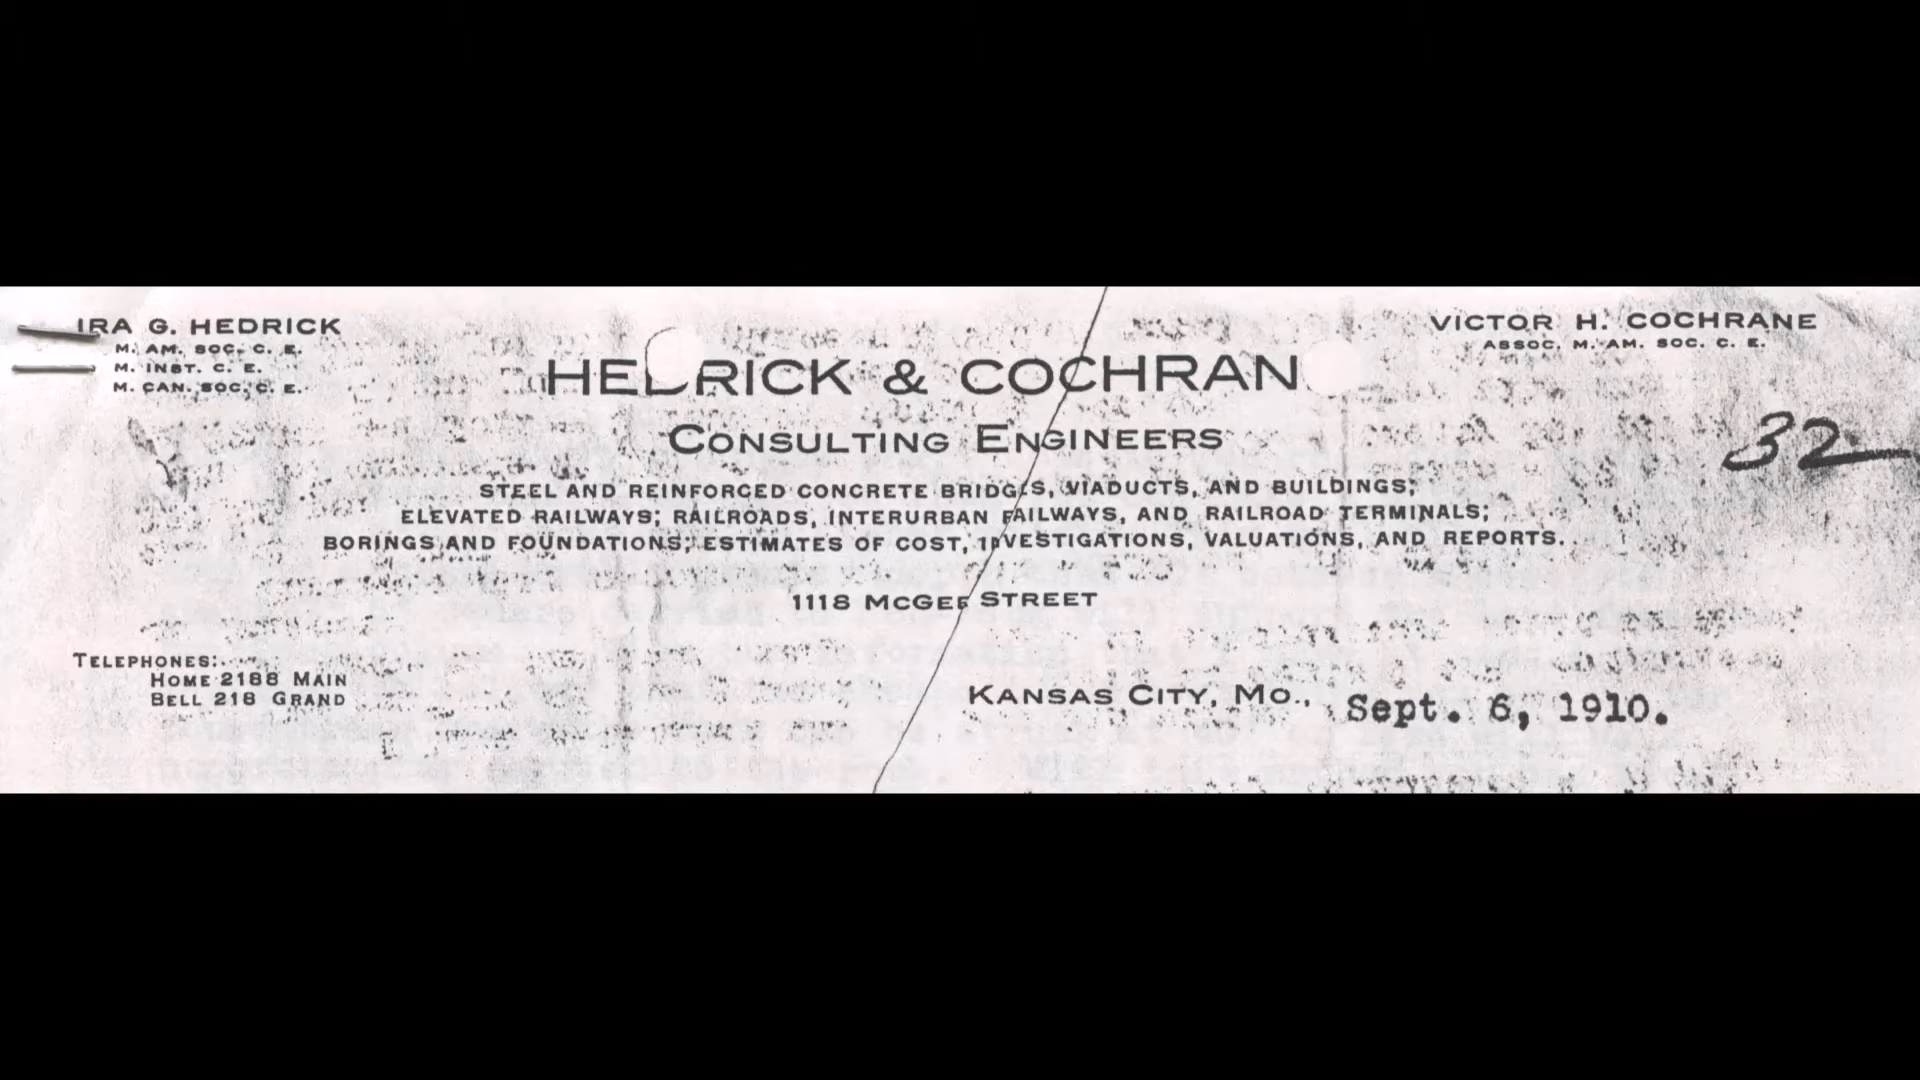 IRA G. HEDRICK
M. AM. SOC. C. E.
M. INST. C. E.
M. CAN. SOC. C. E.
VICTOR H. COCHRANE
ASSOC. M. AM. SOC. C. E.
HEDRICK & COCHRAN
CONSULTING ENGINEERS
32
STEEL AND REINFORCED CONCRETE BRIDGES, VIADUCTS, AND BUILDINGS;
ELEVATED RAILWAYS; RAILROADS, INTERURBAN RAILWAYS, AND RAILROAD TERMINALS;
BORINGS AND FOUNDATIONS; ESTIMATES OF COST, INVESTIGATIONS, VALUATIONS, AND REPORTS.
1118 MCGEE STREET
TELEPHONES:
HOME 2188 MAIN
BELL 218 GRAND
KANSAS CITY, MO., Sept. 6, 1910.